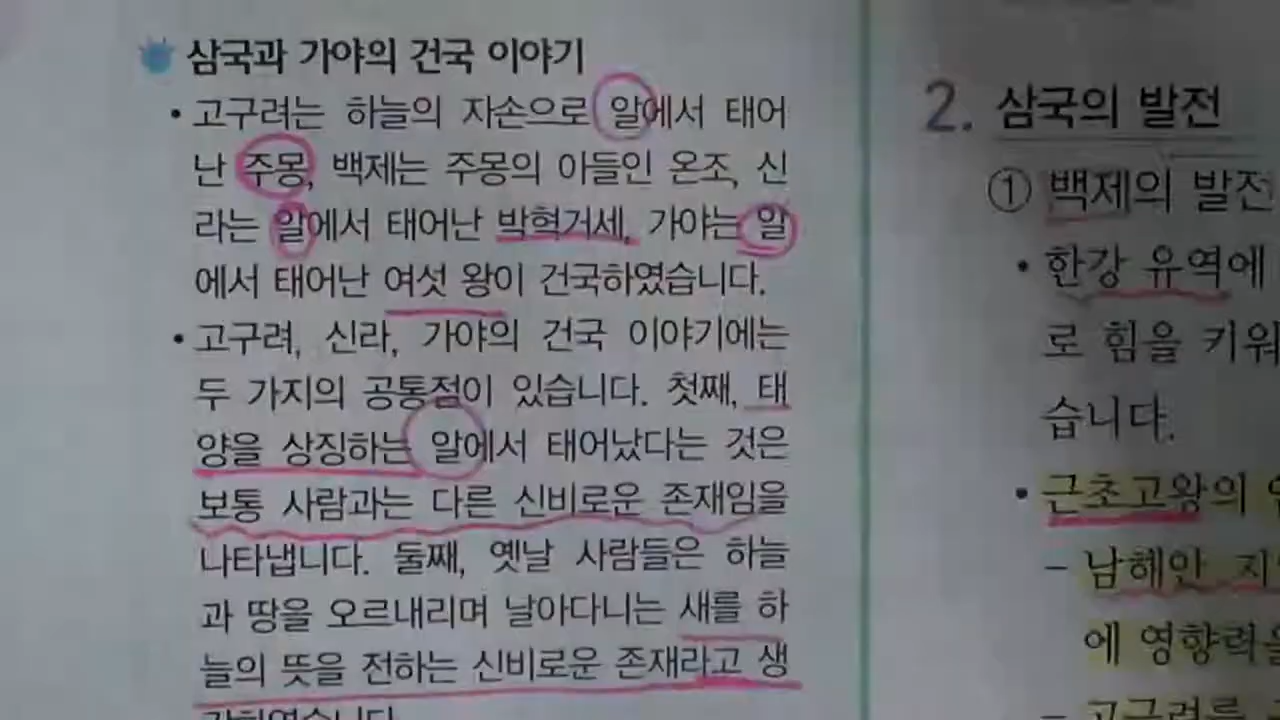 삼국과 가야의 건국 이야기
• 고구려는 하늘의 자손으로 알에서 태어
난 주몽, 백제는 주몽의 아들인 온조, 신
라는 알에서 태어난 박혁거세, 가야는 알
에서 태어난 여섯 왕이 건국하였습니다.
• 고구려, 신라, 가야의 건국 이야기에는
두 가지의 공통점이 있습니다. 첫째, 태
양을 상징하는 알에서 태어났다는 것은
보통 사람과는 다른 신비로운 존재임을
나타냅니다. 둘째, 옛날 사람들은 하늘
과 땅을 오르내리며 날아다니는 새를 하
늘의 뜻을 전하는 신비로운 존재라고 생
2. 삼국의 발전
① 백제의 발전
• 한강 유역에
로 힘을 키워
습니다.
• 근초고왕의
– 남해안
에 영향력을
– 고구려를